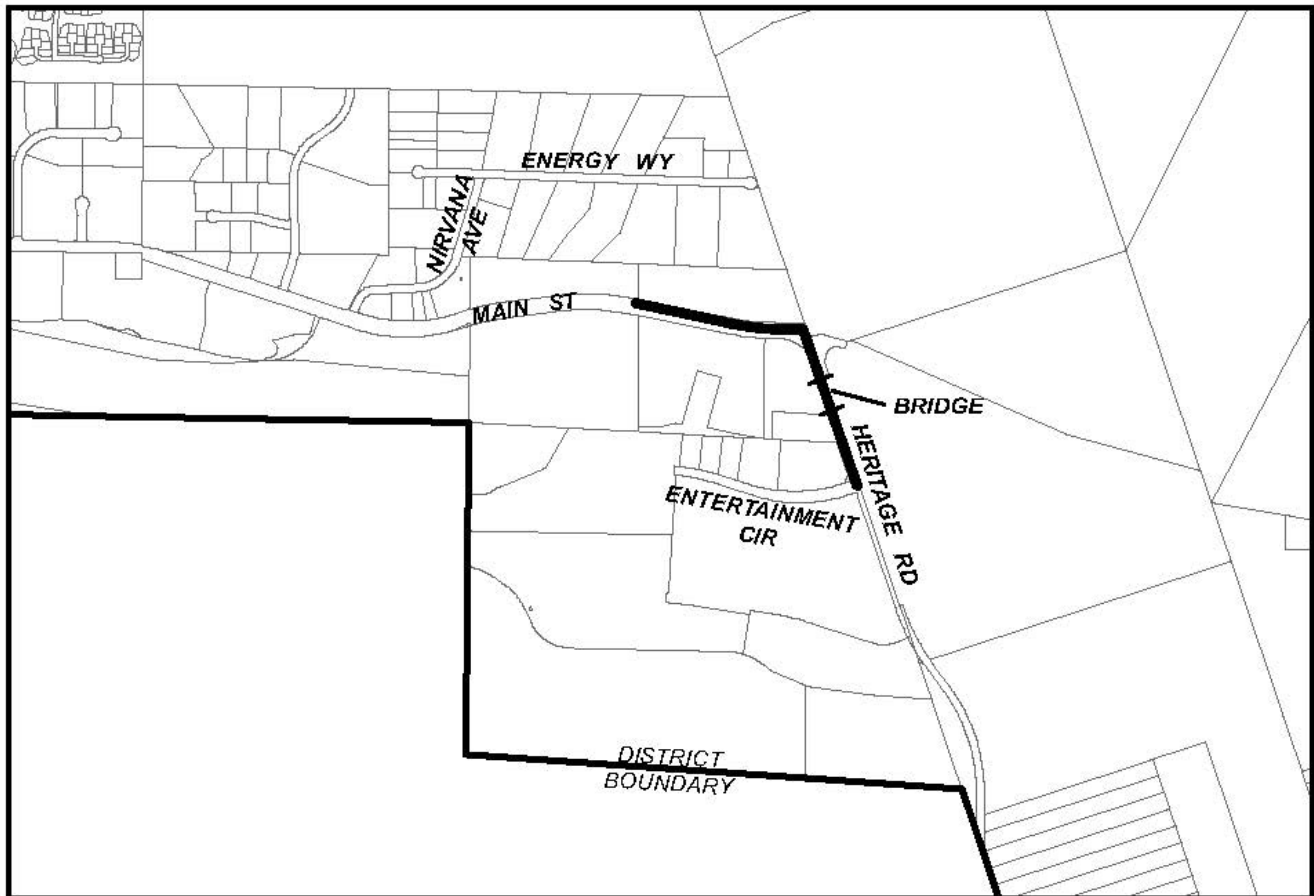 ENERGY WY
NIRVANA
AVE
MAIN ST
BRIDGE
HERITAGE RD
ENTERTAINMENT
CIR
DISTRICT
BOUNDARY